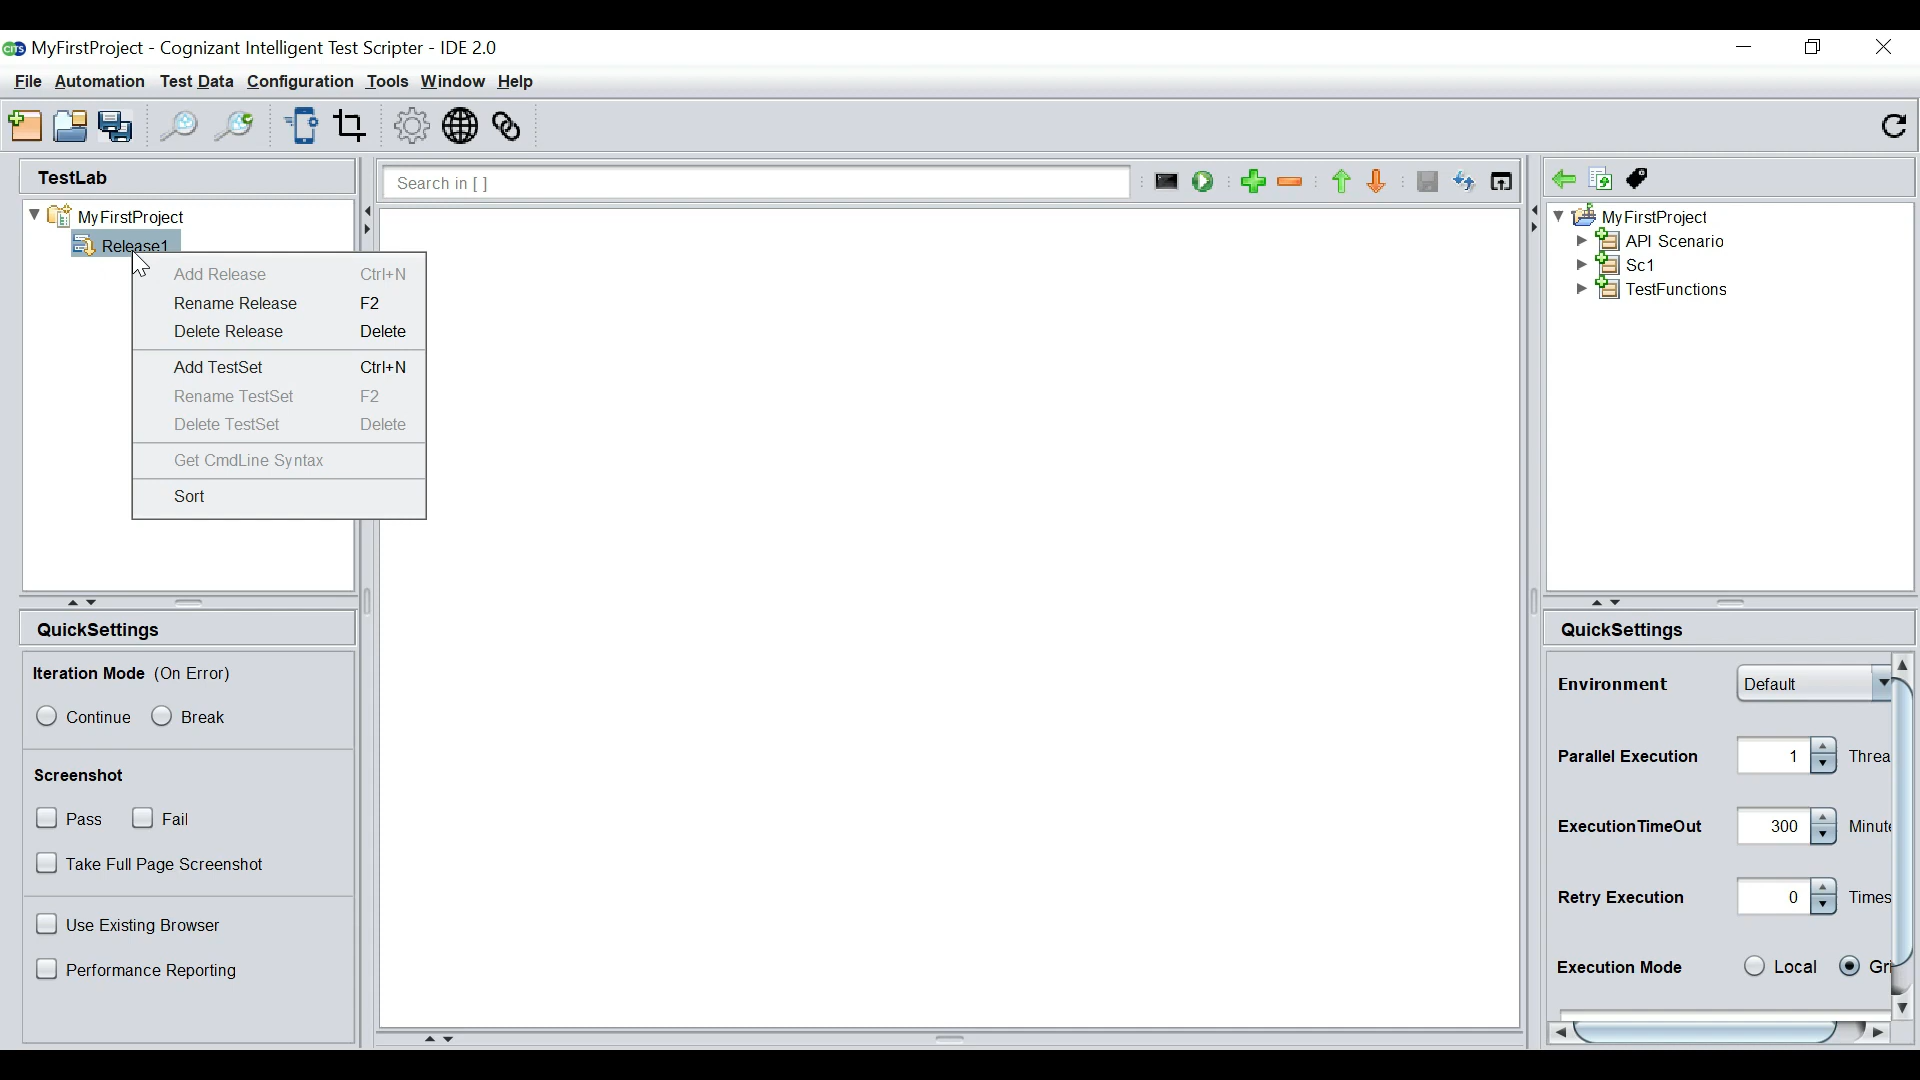 CITS MyFirstProject - Cognizant Intelligent Test Scripter - IDE 2.0
File Automation Test Data Configuration Tools Window Help
TestLab
MyFirstProject
Release1
Add Release Ctrl+N
Rename Release F2
Delete Release Delete
Add TestSet Ctrl+N
Rename TestSet F2
Delete TestSet Delete
Get CmdLine Syntax
Sort
QuickSettings
Iteration Mode (On Error)
Continue Break
Screenshot
Pass Fail
Take Full Page Screenshot
Use Existing Browser
Performance Reporting
Search in [ ]
MyFirstProject
API Scenario
Sc1
TestFunctions
QuickSettings
Environment Default
Parallel Execution 1 Threa
ExecutionTimeOut 300 Minute
Retry Execution 0 Times
Execution Mode Local Gri